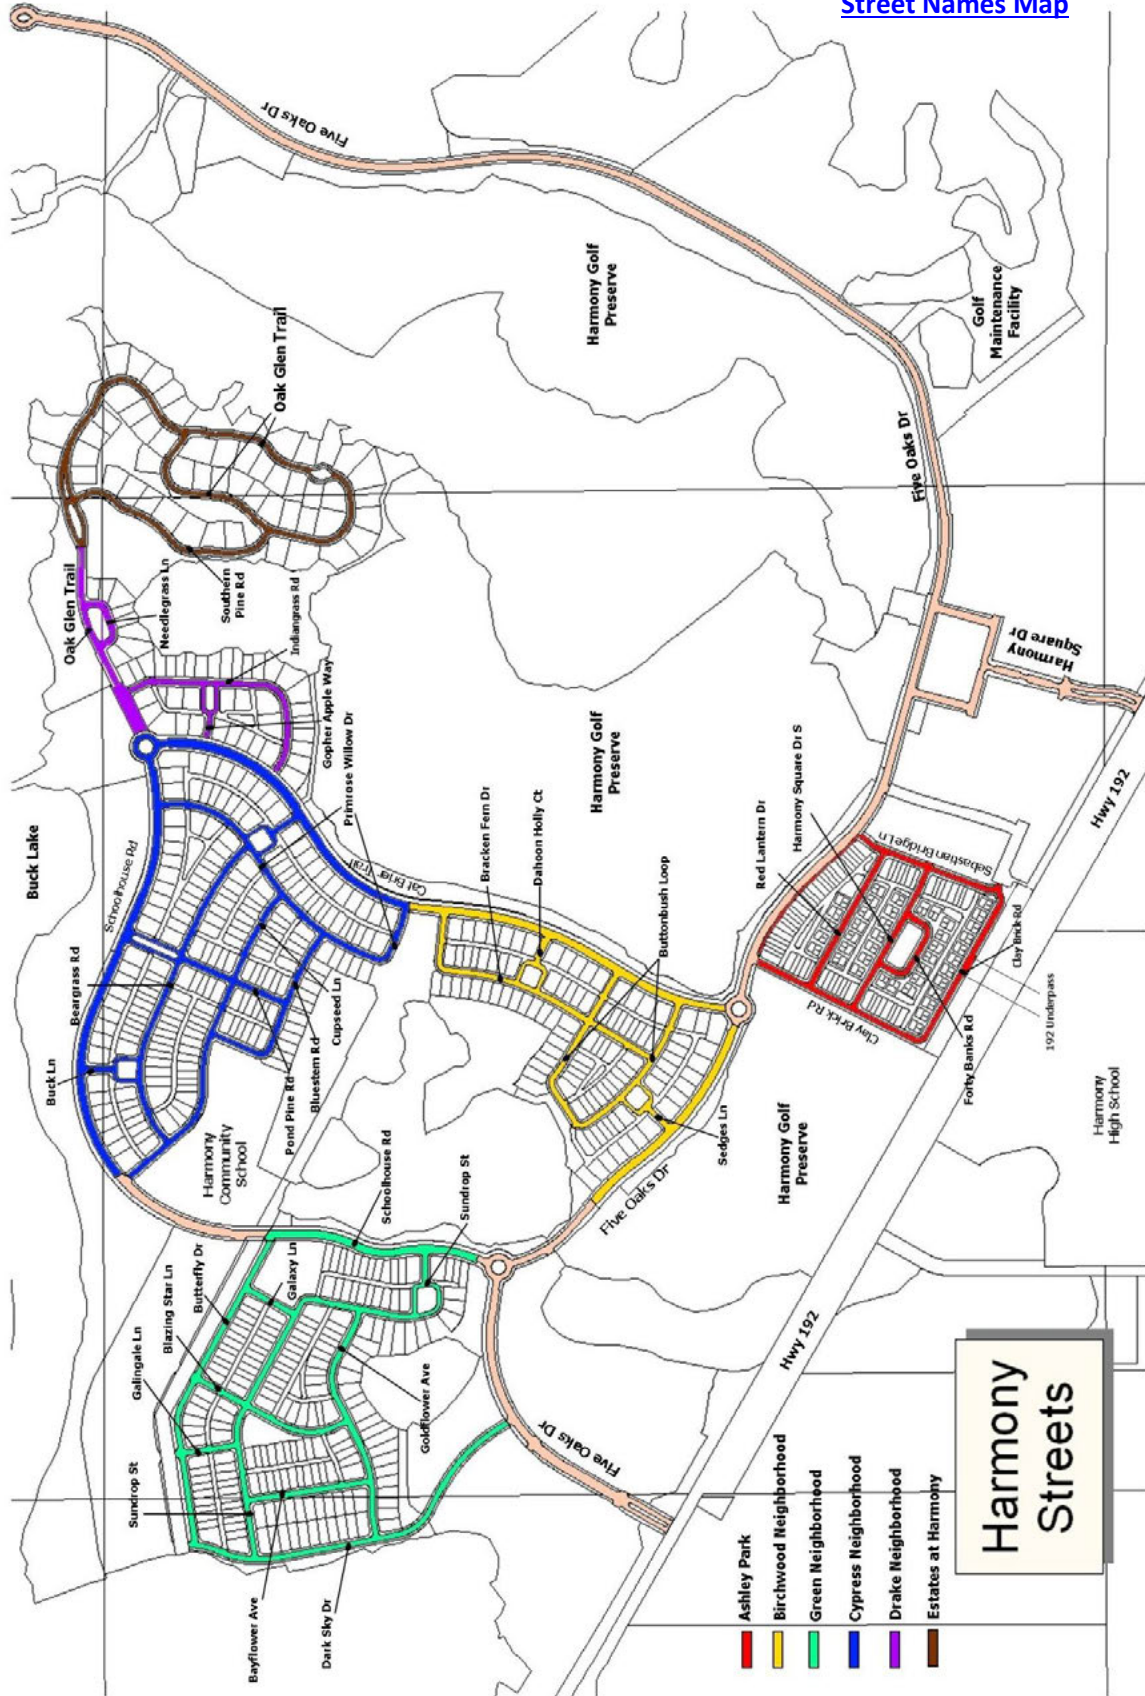 Street Names Map
Five Oaks Dr
Harmony Golf
Preserve
Golf
Maintenance
Facility
Oak Glen Trail
Five Oaks Dr
Oak Glen Trail
Needlegrass Ln
Southern
Pine Rd
Indiangrass Rd
Gopher Apple Way
Primrose Willow Dr
Harmony
Square Dr
Hwy 192
Buck Lake
Schoolhouse Rd
Cat Brier Trail
Harmony Golf
Preserve
Bracken Fern Dr
Dahoon Holly Ct
Buttonbush Loop
Red Lantern Dr
Harmony Square Dr S
Sebastian Bridge Ln
Beargrass Rd
Buck Ln
Cupseed Ln
Bluestem Rd
Pond Pine Rd
Clay Brick Rd
Clay Brick Rd
192 Underpass
Forty Banks Rd
Harmony
High School
Harmony
Community
School
Schoolhouse Rd
Sundrop St
Sedges Ln
Five Oaks Dr
Harmony Golf
Preserve
Butterfly Dr
Galaxy Ln
Blazing Star Ln
Galingale Ln
Goldflower Ave
Sundrop St
Bayflower Ave
Dark Sky Dr
Five Oaks Dr
Hwy 192
Ashley Park
Birchwood Neighborhood
Green Neighborhood
Cypress Neighborhood
Drake Neighborhood
Estates at Harmony
Harmony
Streets